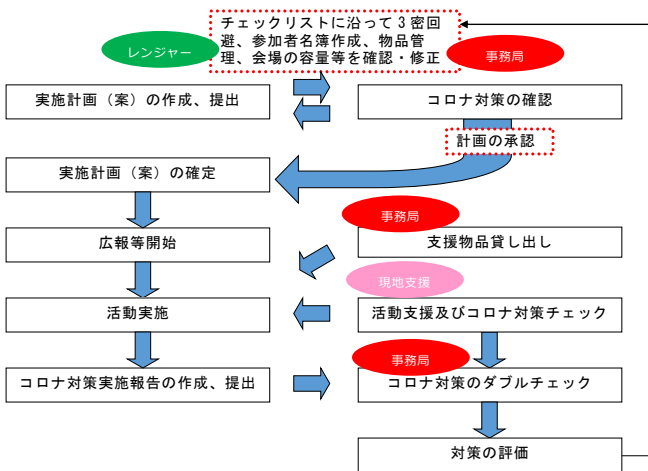 チェックリストに沿って3密回
避、参加者名簿作成、物品管
理、会場の容量等を確認・修正
レンジャー
事務局
実施計画(案)の作成、提出
コロナ対策の確認
計画の承認
実施計画(案)の確定
事務局
広報等開始
支援物品貸し出し
現地支援
活動実施
活動支援及びコロナ対策チェック
事務局
コロナ対策実施報告の作成、提出
コロナ対策のダブルチェック
対策の評価